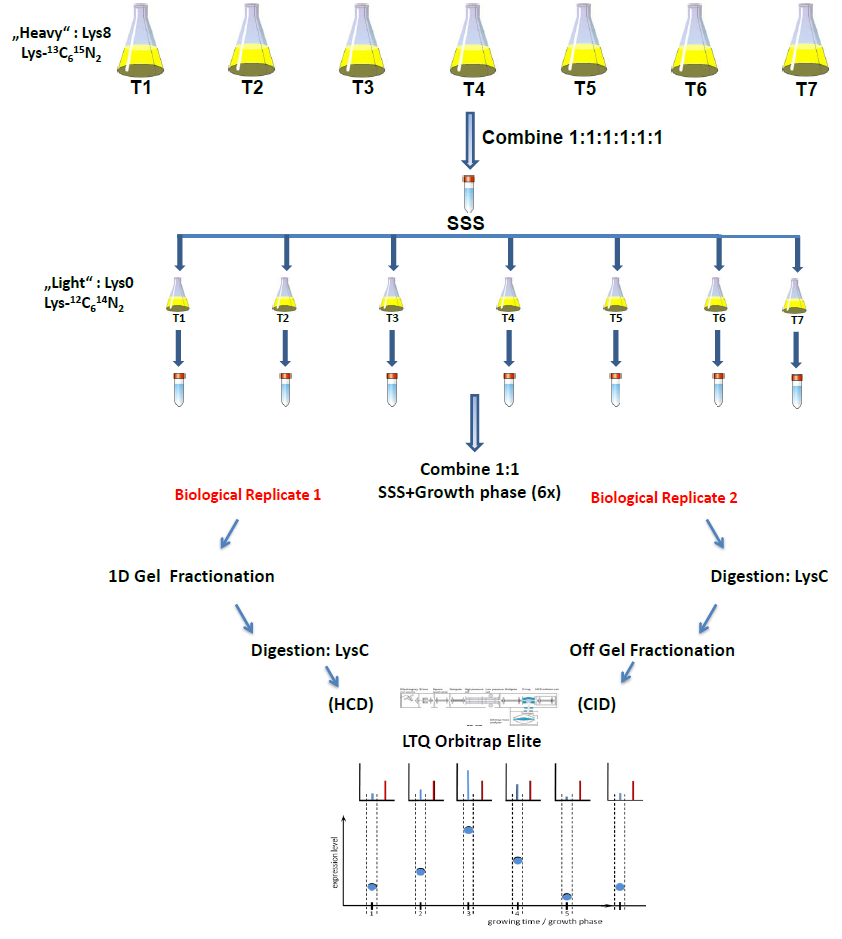 „Heavy“ : Lys8
Lys-¹³C₆¹⁵N₂
T1 T2 T3 T4 T5 T6 T7
Combine 1:1:1:1:1:1
SSS
„Light“ : Lys0
Lys-¹²C₆¹⁴N₂
T1 T2 T3 T4 T5 T6 T7
Combine 1:1
SSS+Growth phase (6x)
Biological Replicate 1
Biological Replicate 2
1D Gel Fractionation
Digestion: LysC
Digestion: LysC
Off Gel Fractionation
(HCD)
(CID)
LTQ Orbitrap Elite
expression level
1 2 3 4 5
growing time / growth phase